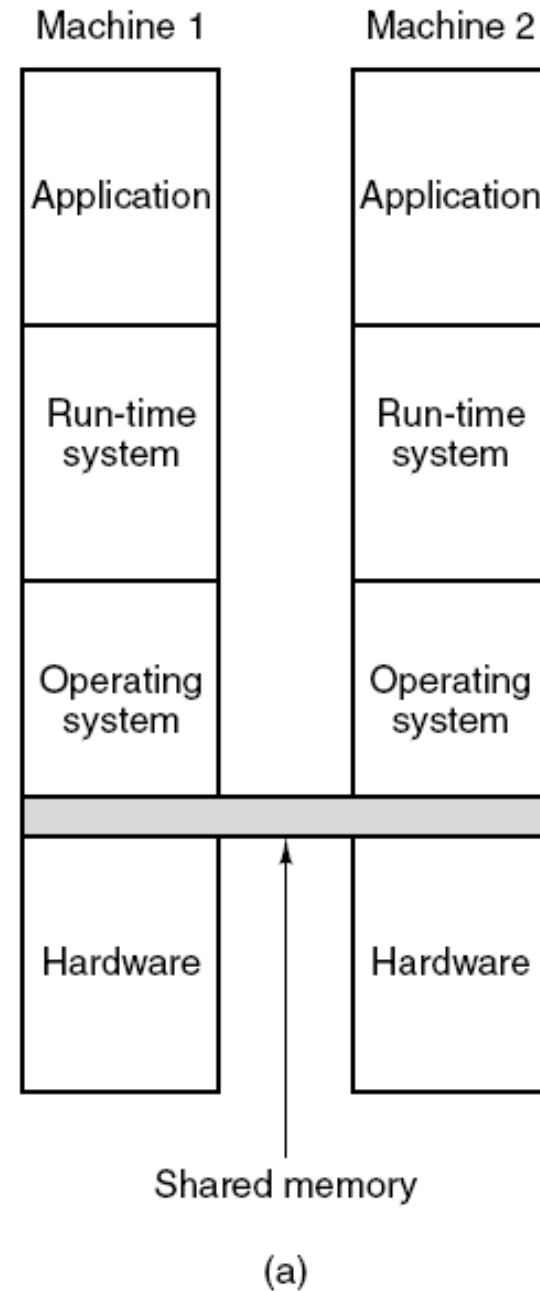 Machine 1
Machine 2
Application
Application
Run-time
system
Run-time
system
Operating
system
Operating
system
Hardware
Hardware
Shared memory
(a)